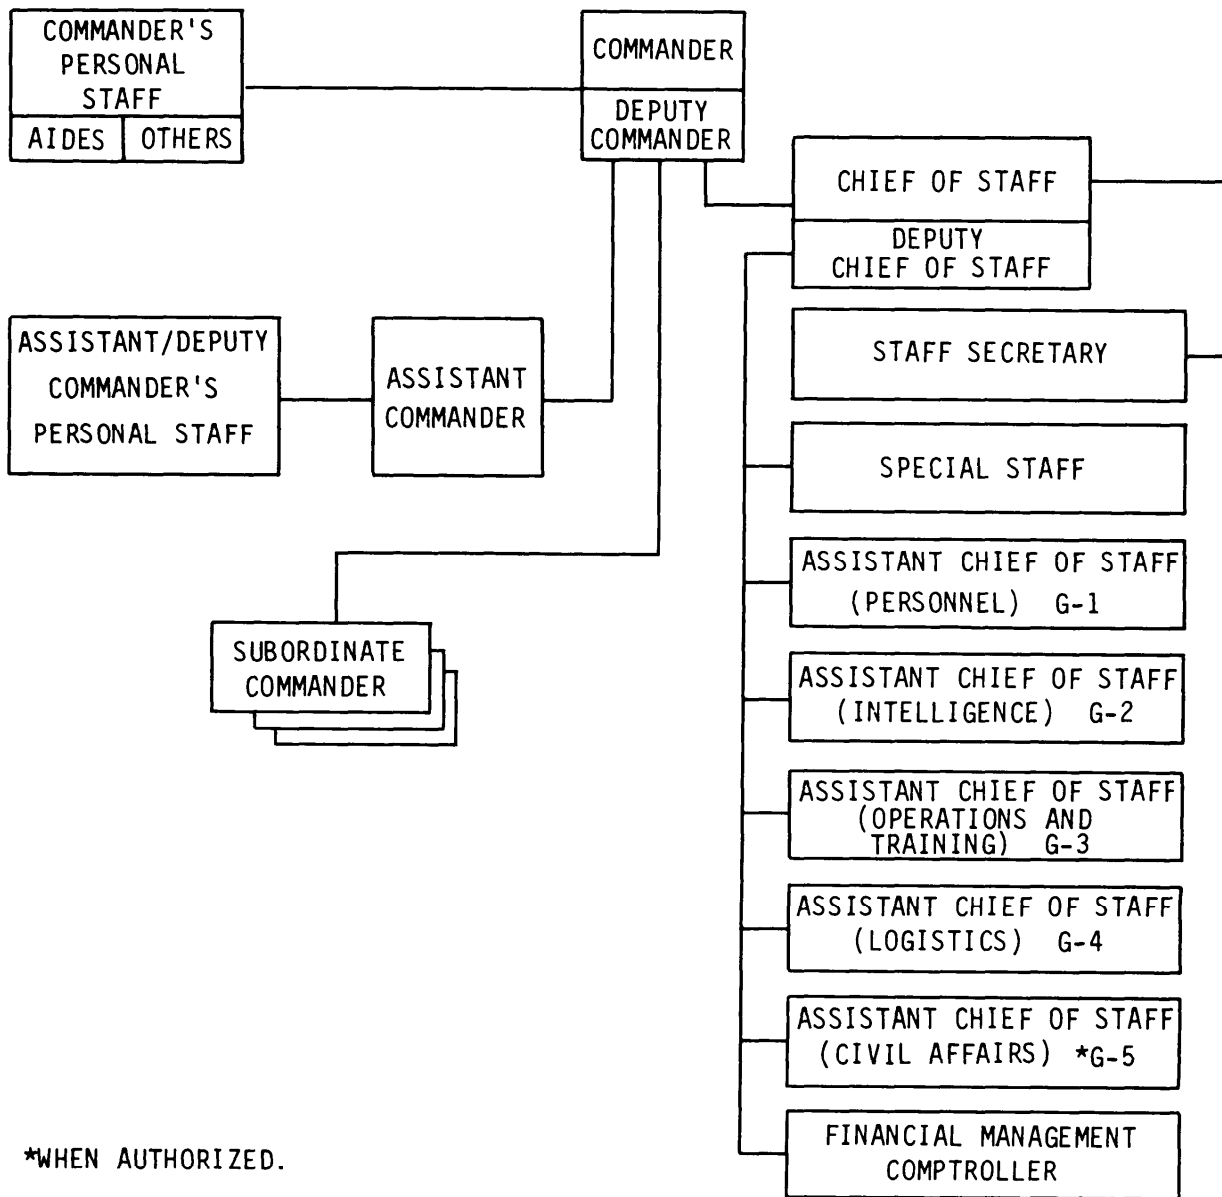 COMMANDER'S
PERSONAL
STAFF
AIDES
OTHERS
COMMANDER
DEPUTY
COMMANDER
CHIEF OF STAFF
DEPUTY
CHIEF OF STAFF
ASSISTANT/DEPUTY
COMMANDER'S
PERSONAL STAFF
ASSISTANT
COMMANDER
STAFF SECRETARY
SPECIAL STAFF
ASSISTANT CHIEF OF STAFF
(PERSONNEL) G-1
SUBORDINATE
COMMANDER
ASSISTANT CHIEF OF STAFF
(INTELLIGENCE) G-2
ASSISTANT CHIEF OF STAFF
(OPERATIONS AND
TRAINING) G-3
ASSISTANT CHIEF OF STAFF
(LOGISTICS) G-4
ASSISTANT CHIEF OF STAFF
(CIVIL AFFAIRS) *G-5
FINANCIAL MANAGEMENT
COMPTROLLER
*WHEN AUTHORIZED.